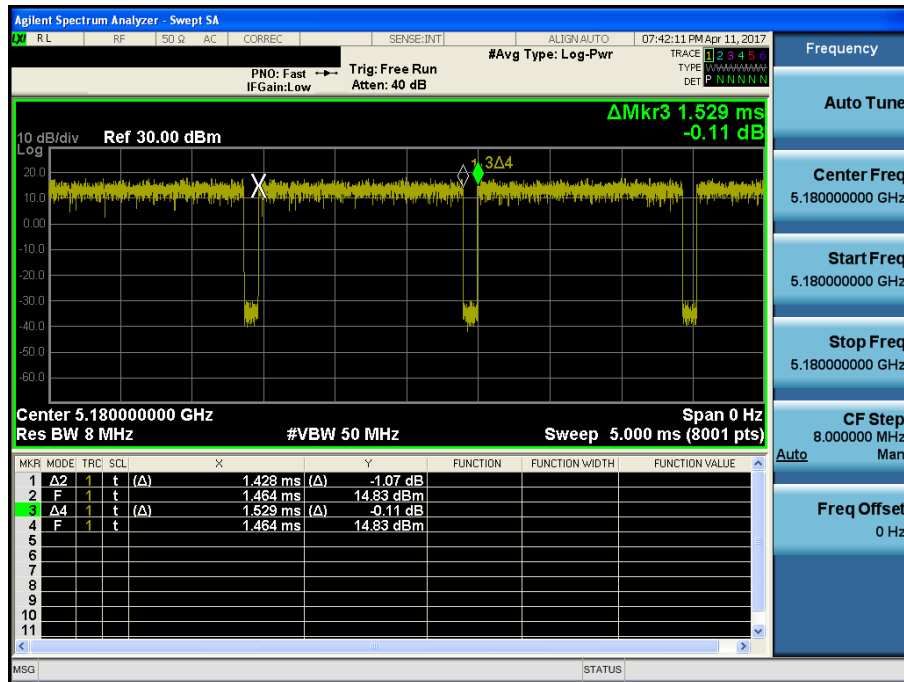 Agilent Spectrum Analyzer - Swept SA
LXI RL RF 50 Ω AC CORREC SENSE:INT ALIGN AUTO 07:42:11 PM Apr 11, 2017
#Avg Type: Log-Pwr
TRACE 1 2 3 4 5 6
TYPE WWWWWW
DET P N N N N N
PNO: Fast
IFGain:Low
Trig: Free Run
Atten: 40 dB
ΔMkr3 1.529 ms
-0.11 dB
10 dB/div Ref 30.00 dBm
Log
20.0
10.0
0.00
-10.0
-20.0
-30.0
-40.0
-50.0
-60.0
X
3Δ4
Center 5.180000000 GHz
Span 0 Hz
Res BW 8 MHz
#VBW 50 MHz
Sweep 5.000 ms (8001 pts)
MKR MODE TRC SCL X Y FUNCTION FUNCTION WIDTH FUNCTION VALUE
1 Δ2 1 t (Δ) 1.428 ms (Δ) -1.07 dB
2 F 1 t 1.464 ms 14.83 dBm
3 Δ4 1 t (Δ) 1.529 ms (Δ) -0.11 dB
4 F 1 t 1.464 ms 14.83 dBm
5
6
7
8
9
10
11
MSG
STATUS
Frequency
Auto Tune
Center Freq
5.180000000 GHz
Start Freq
5.180000000 GHz
Stop Freq
5.180000000 GHz
CF Step
8.000000 MHz
Auto Man
Freq Offset
0 Hz